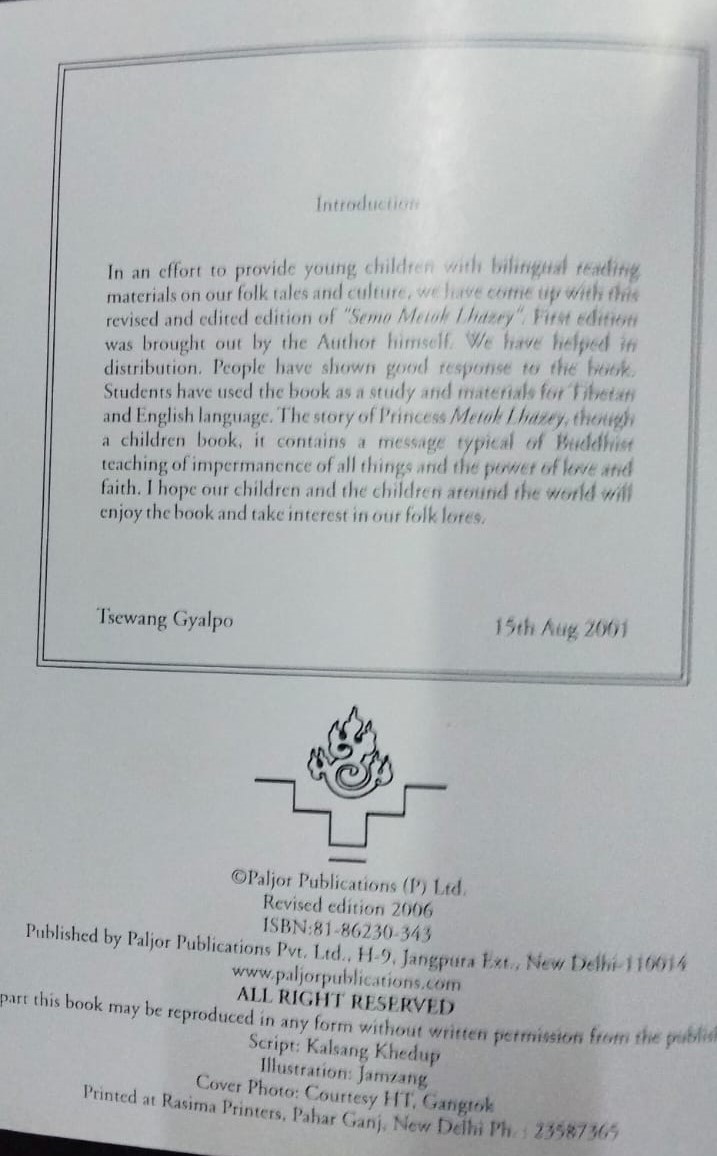 Introduction
In an effort to provide young children with bilingual reading
materials on our folk tales and culture, we have come up with this
revised and edited edition of "Semo Metok Lhazey". First edition
was brought out by the Author himself. We have helped in
distribution. People have shown good response to the book.
Students have used the book as a study and materials for Tibetan
and English language. The story of Princess Metok Lhazey, though
a children book, it contains a message typical of Buddhist
teaching of impermanence of all things and the power of love and
faith. I hope our children and the children around the world will
enjoy the book and take interest in our folk lores.
Tsewang Gyalpo
15th Aug 2001
©Paljor Publications (P) Ltd.
Revised edition 2006
ISBN:81-86230-343
Published by Paljor Publications Pvt. Ltd., H-9, Jangpura Ext., New Delhi-110014
www.paljorpublications.com
ALL RIGHT RESERVED
part this book may be reproduced in any form without written permission from the
Script: Kalsang Khedup
Illustration: Jamzang
Cover Photo: Courtesy HT, Gangtok
Printed at Rasima Printers, Pahar Ganj, New Delhi Ph. : 23587365